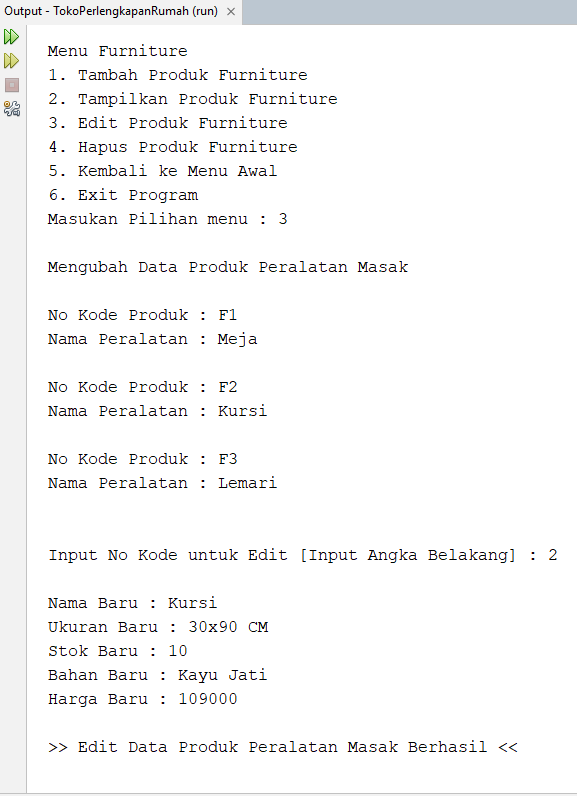 Output - TokoPerlengkapanRumah (run) ×
Menu Furniture
1. Tambah Produk Furniture
2. Tampilkan Produk Furniture
3. Edit Produk Furniture
4. Hapus Produk Furniture
5. Kembali ke Menu Awal
6. Exit Program
Masukan Pilihan menu : 3
Mengubah Data Produk Peralatan Masak
No Kode Produk : F1
Nama Peralatan : Meja
No Kode Produk : F2
Nama Peralatan : Kursi
No Kode Produk : F3
Nama Peralatan : Lemari
Input No Kode untuk Edit [Input Angka Belakang] : 2
Nama Baru : Kursi
Ukuran Baru : 30x90 CM
Stok Baru : 10
Bahan Baru : Kayu Jati
Harga Baru : 109000
>> Edit Data Produk Peralatan Masak Berhasil <<